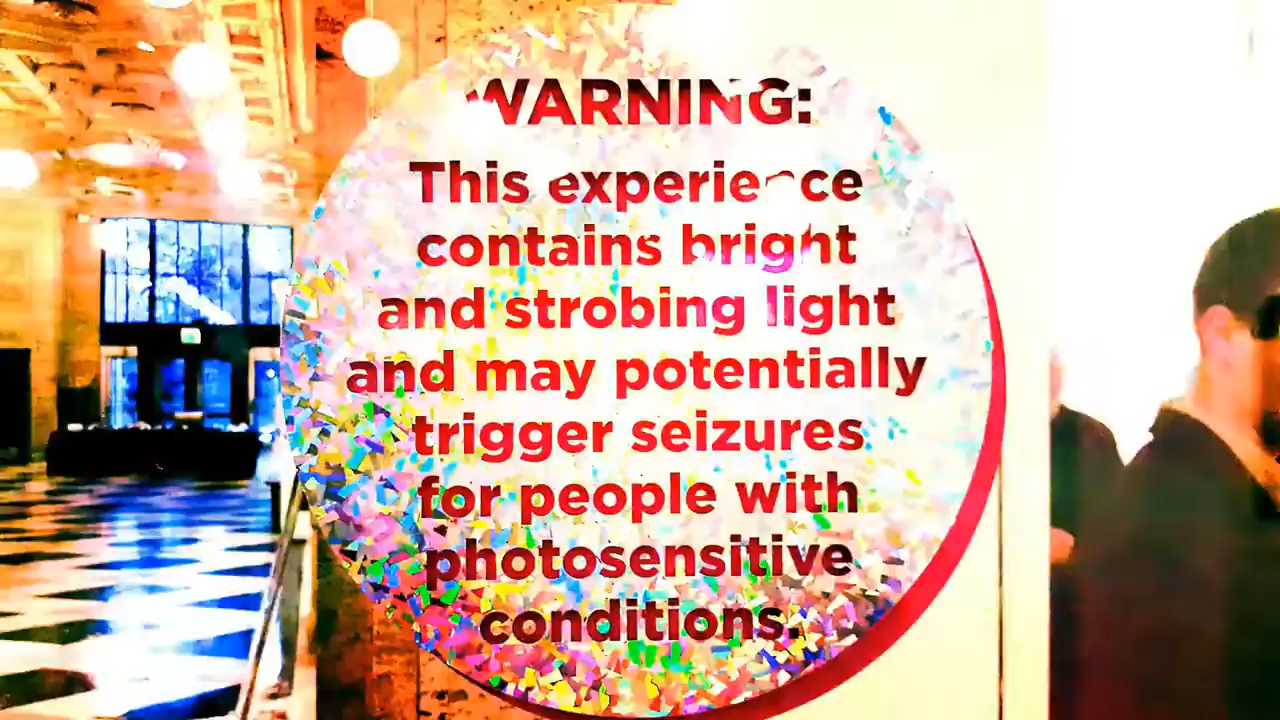 WARNING:
This experience
contains bright
and strobing light
and may potentially
trigger seizures
for people with
photosensitive
conditions.